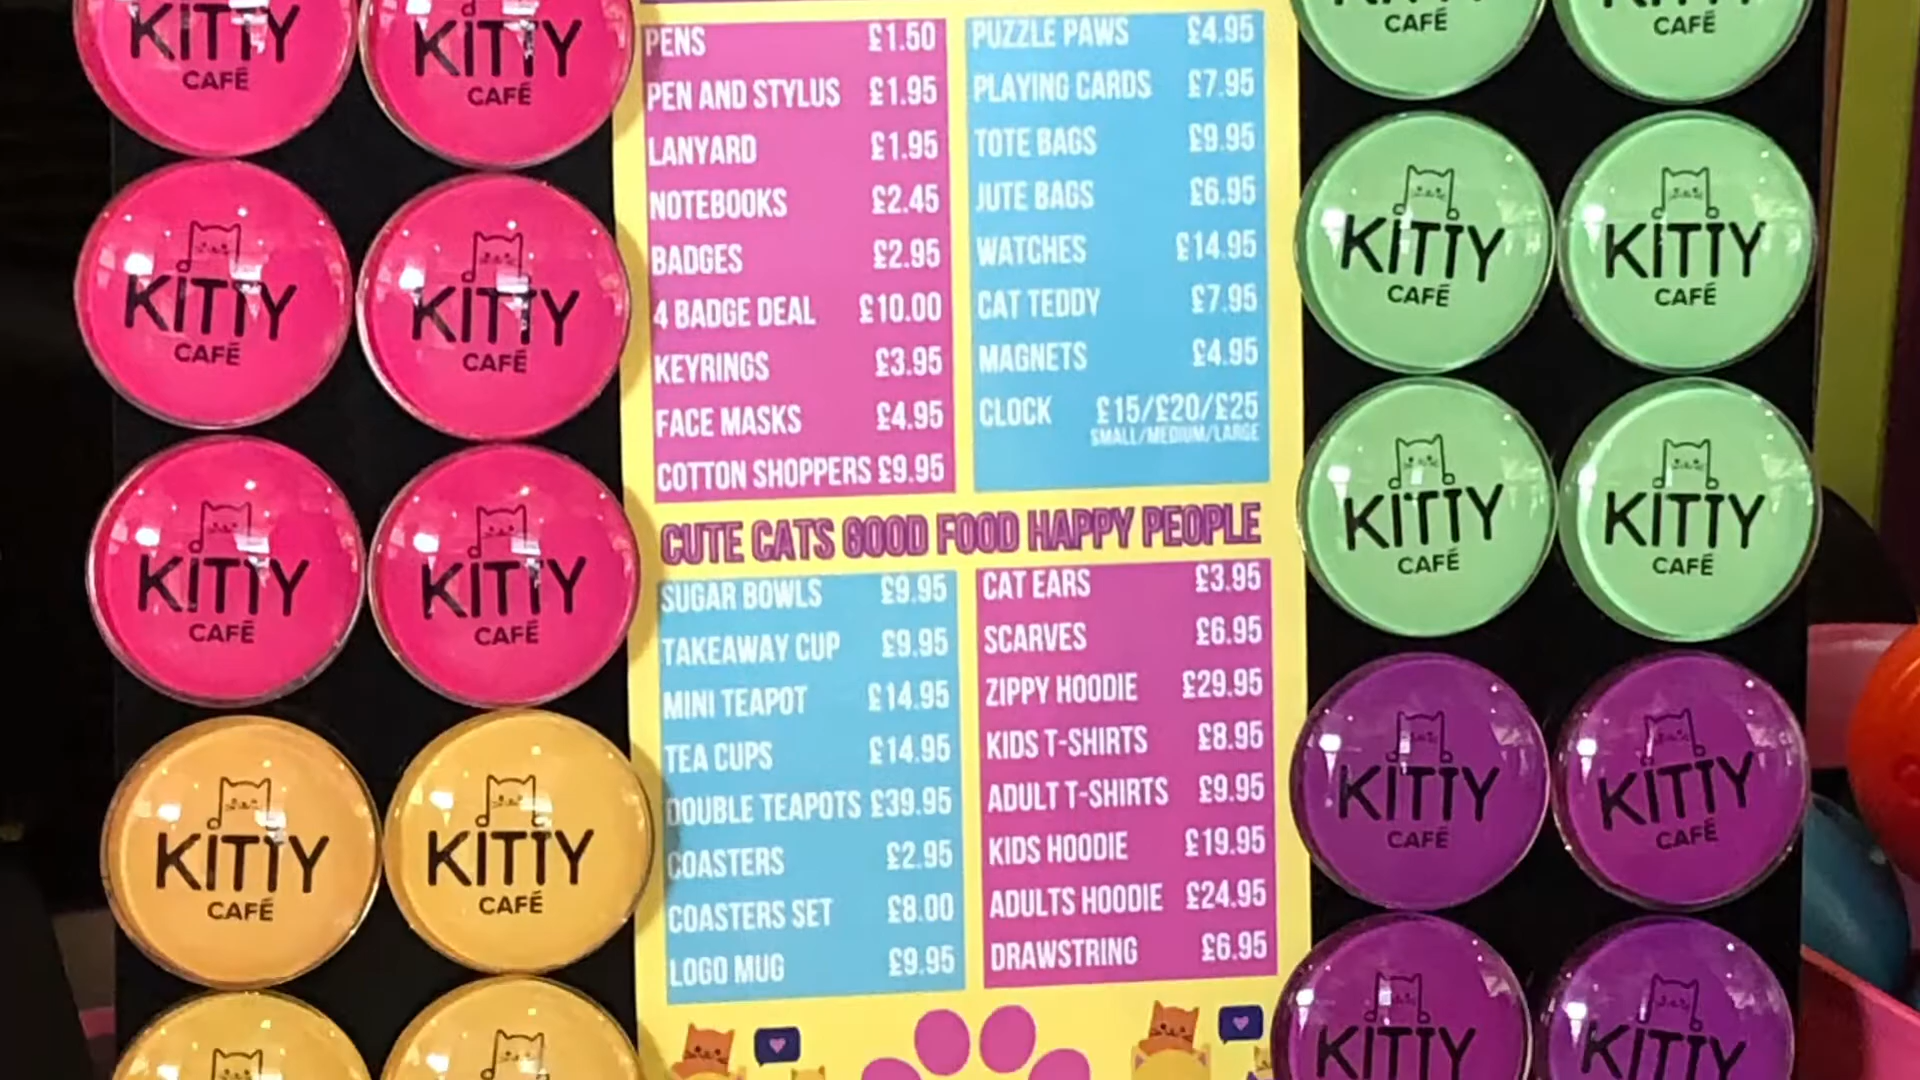 PENS £1.50
PEN AND STYLUS £1.95
LANYARD £1.95
NOTEBOOKS £2.45
BADGES £2.95
4 BADGE DEAL £10.00
KEYRINGS £3.95
FACE MASKS £4.95
COTTON SHOPPERS £9.95
PUZZLE PAWS £4.95
PLAYING CARDS £7.95
TOTE BAGS £9.95
JUTE BAGS £6.95
WATCHES £14.95
CAT TEDDY £7.95
MAGNETS £4.95
CLOCK £15/£20/£25
SMALL/MEDIUM/LARGE
CUTE CATS GOOD FOOD HAPPY PEOPLE
SUGAR BOWLS £9.95
TAKEAWAY CUP £9.95
MINI TEAPOT £14.95
TEA CUPS £14.95
DOUBLE TEAPOTS £39.95
COASTERS £2.95
COASTERS SET £8.00
LOGO MUG £9.95
CAT EARS £3.95
SCARVES £6.95
ZIPPY HOODIE £29.95
KIDS T-SHIRTS £8.95
ADULT T-SHIRTS £9.95
KIDS HOODIE £19.95
ADULTS HOODIE £24.95
DRAWSTRING £6.95
KITTY
CAFÉ
KITTY
CAFÉ
KITTY
CAFÉ
KITTY
CAFÉ
KITTY
CAFÉ
KITTY
CAFÉ
KITTY
CAFÉ
KITTY
CAFÉ
KITTY
CAFÉ
KITTY
CAFÉ
KITTY
CAFÉ
KITTY
CAFÉ
KITTY
CAFÉ
KITTY
CAFÉ
KITTY
CAFÉ
KITTY
CAFÉ
KITTY
KITTY